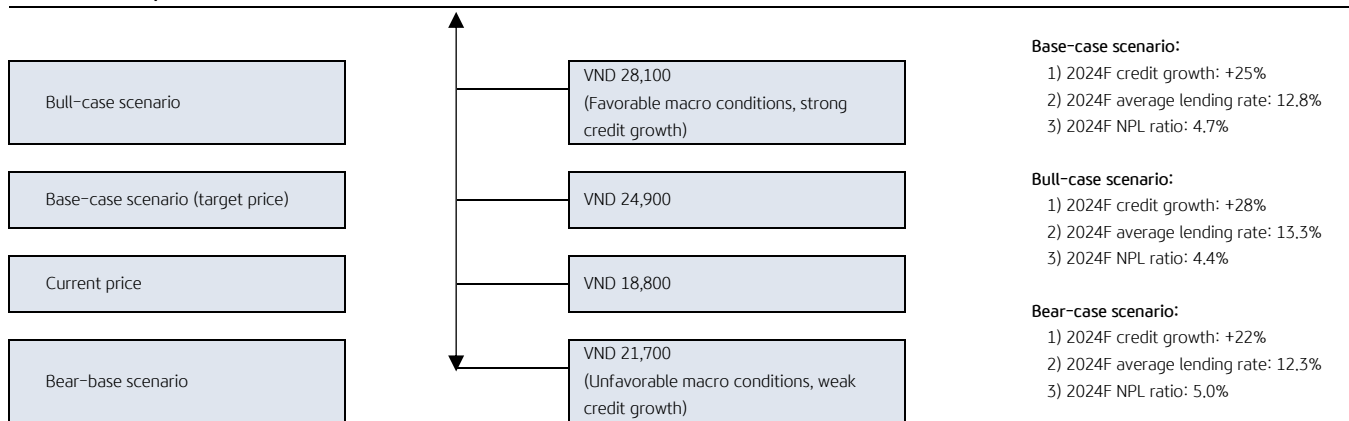 Bull-case scenario
VND 28,100
(Favorable macro conditions, strong
credit growth)
Base-case scenario (target price)
VND 24,900
Current price
VND 18,800
Bear-base scenario
VND 21,700
(Unfavorable macro conditions, weak
credit growth)
Base-case scenario:
1) 2024F credit growth: +25%
2) 2024F average lending rate: 12.8%
3) 2024F NPL ratio: 4.7%
Bull-case scenario:
1) 2024F credit growth: +28%
2) 2024F average lending rate: 13.3%
3) 2024F NPL ratio: 4.4%
Bear-case scenario:
1) 2024F credit growth: +22%
2) 2024F average lending rate: 12.3%
3) 2024F NPL ratio: 5.0%